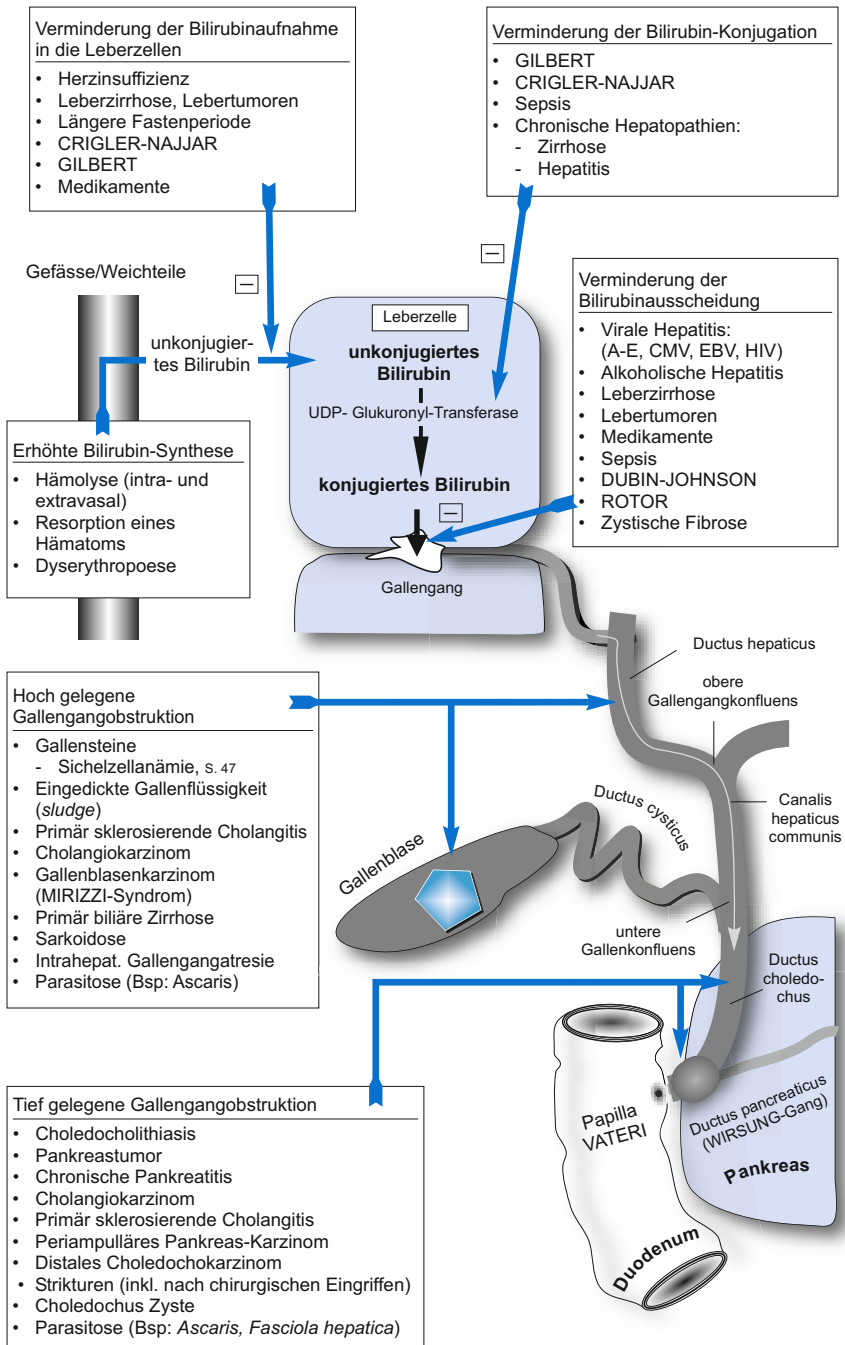 Verminderung der Bilirubinaufnahme
in die Leberzellen
• Herzinsuffizienz
• Leberzirrhose, Lebertumoren
• Längere Fastenperiode
• CRIGLER-NAJJAR
• GILBERT
• Medikamente
Verminderung der Bilirubin-Konjugation
• GILBERT
• CRIGLER-NAJJAR
• Sepsis
• Chronische Hepatopathien:
- Zirrhose
- Hepatitis
Gefässe/Weichteile
unkonjugier-
tes Bilirubin
Leberzelle
unkonjugiertes
Bilirubin
UDP- Glukuronyl-Transferase
konjugiertes Bilirubin
Gallengang
Verminderung der
Bilirubinausscheidung
• Virale Hepatitis:
(A-E, CMV, EBV, HIV)
• Alkoholische Hepatitis
• Leberzirrhose
• Lebertumoren
• Medikamente
• Sepsis
• DUBIN-JOHNSON
• ROTOR
• Zystische Fibrose
Erhöhte Bilirubin-Synthese
• Hämolyse (intra- und
extravasal)
• Resorption eines
Hämatoms
• Dyserythropoese
Ductus hepaticus
obere
Gallengangkonfluens
Canalis
hepaticus
communis
Hoch gelegene
Gallengangobstruktion
• Gallensteine
- Sichelzellanämie, S. 47
• Eingedickte Gallenflüssigkeit
(sludge)
• Primär sklerosierende Cholangitis
• Cholangiokarzinom
• Gallenblasenkarzinom
(MIRIZZI-Syndrom)
• Primär biliäre Zirrhose
• Sarkoidose
• Intrahepat. Gallengangatresie
• Parasitose (Bsp: Ascaris)
Ductus cysticus
Gallenblase
untere
Gallenkonfluens
Ductus
choledo-
chus
Papilla
VATERI
Ductus pancreaticus
(WIRSUNG-Gang)
Pankreas
Duodenum
Tief gelegene Gallengangobstruktion
• Choledocholithiasis
• Pankreastumor
• Chronische Pankreatitis
• Cholangiokarzinom
• Primär sklerosierende Cholangitis
• Periampulläres Pankreas-Karzinom
• Distales Choledochokarzinom
• Strikturen (inkl. nach chirurgischen Eingriffen)
• Choledochus Zyste
• Parasitose (Bsp: Ascaris, Fasciola hepatica)